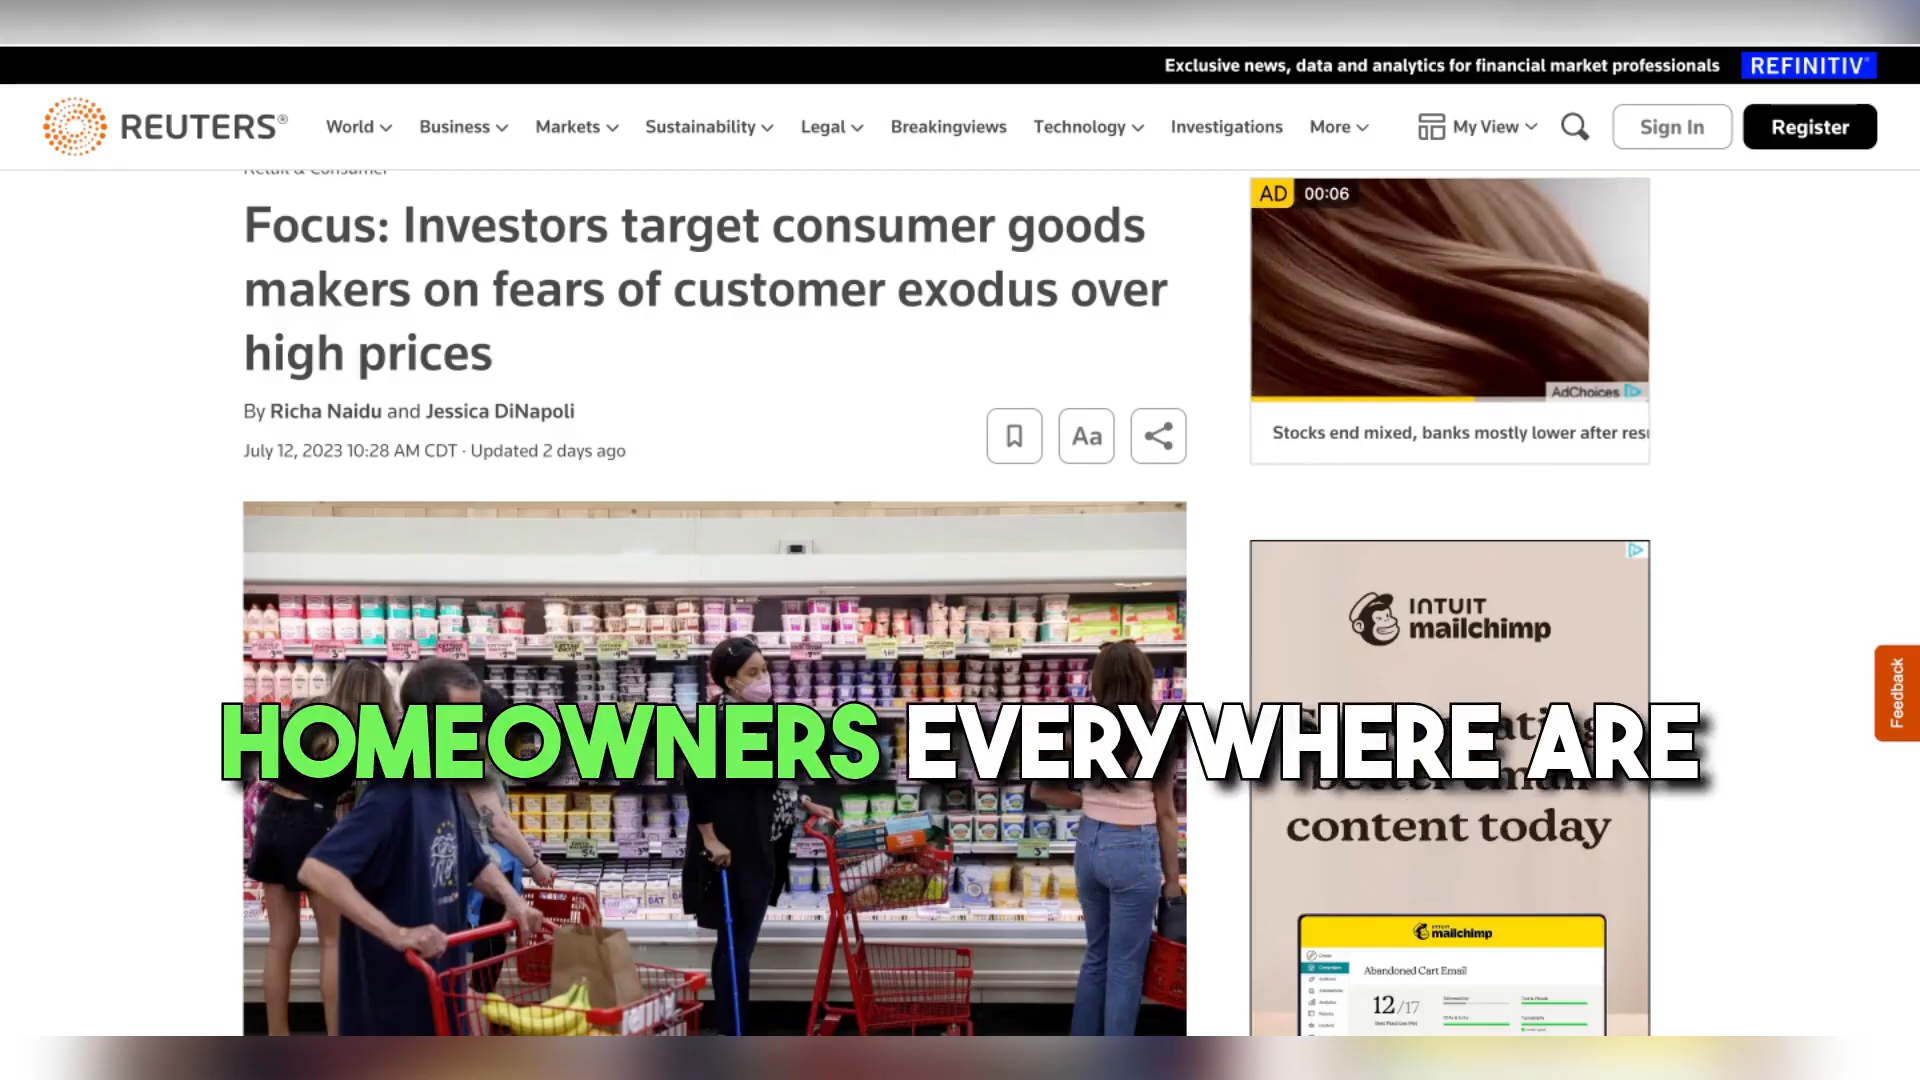 Exclusive news, data and analytics for financial market professionals REFINITIV
REUTERS® World Business Markets Sustainability Legal Breakingviews Technology Investigations More My View Sign In Register
Retail & Consumer
Focus: Investors target consumer goods
makers on fears of customer exodus over
high prices
By Richa Naidu and Jessica DiNapoli
July 12, 2023 10:28 AM CDT · Updated 2 days ago
Aa
AD 00:06
AdChoices
Stocks end mixed, banks mostly lower after
INTUIT
mailchimp
HOMEOWNERS EVERYWHERE ARE
content today
Feedback
INTUIT
mailchimp
Abandoned Cart Email
12/17